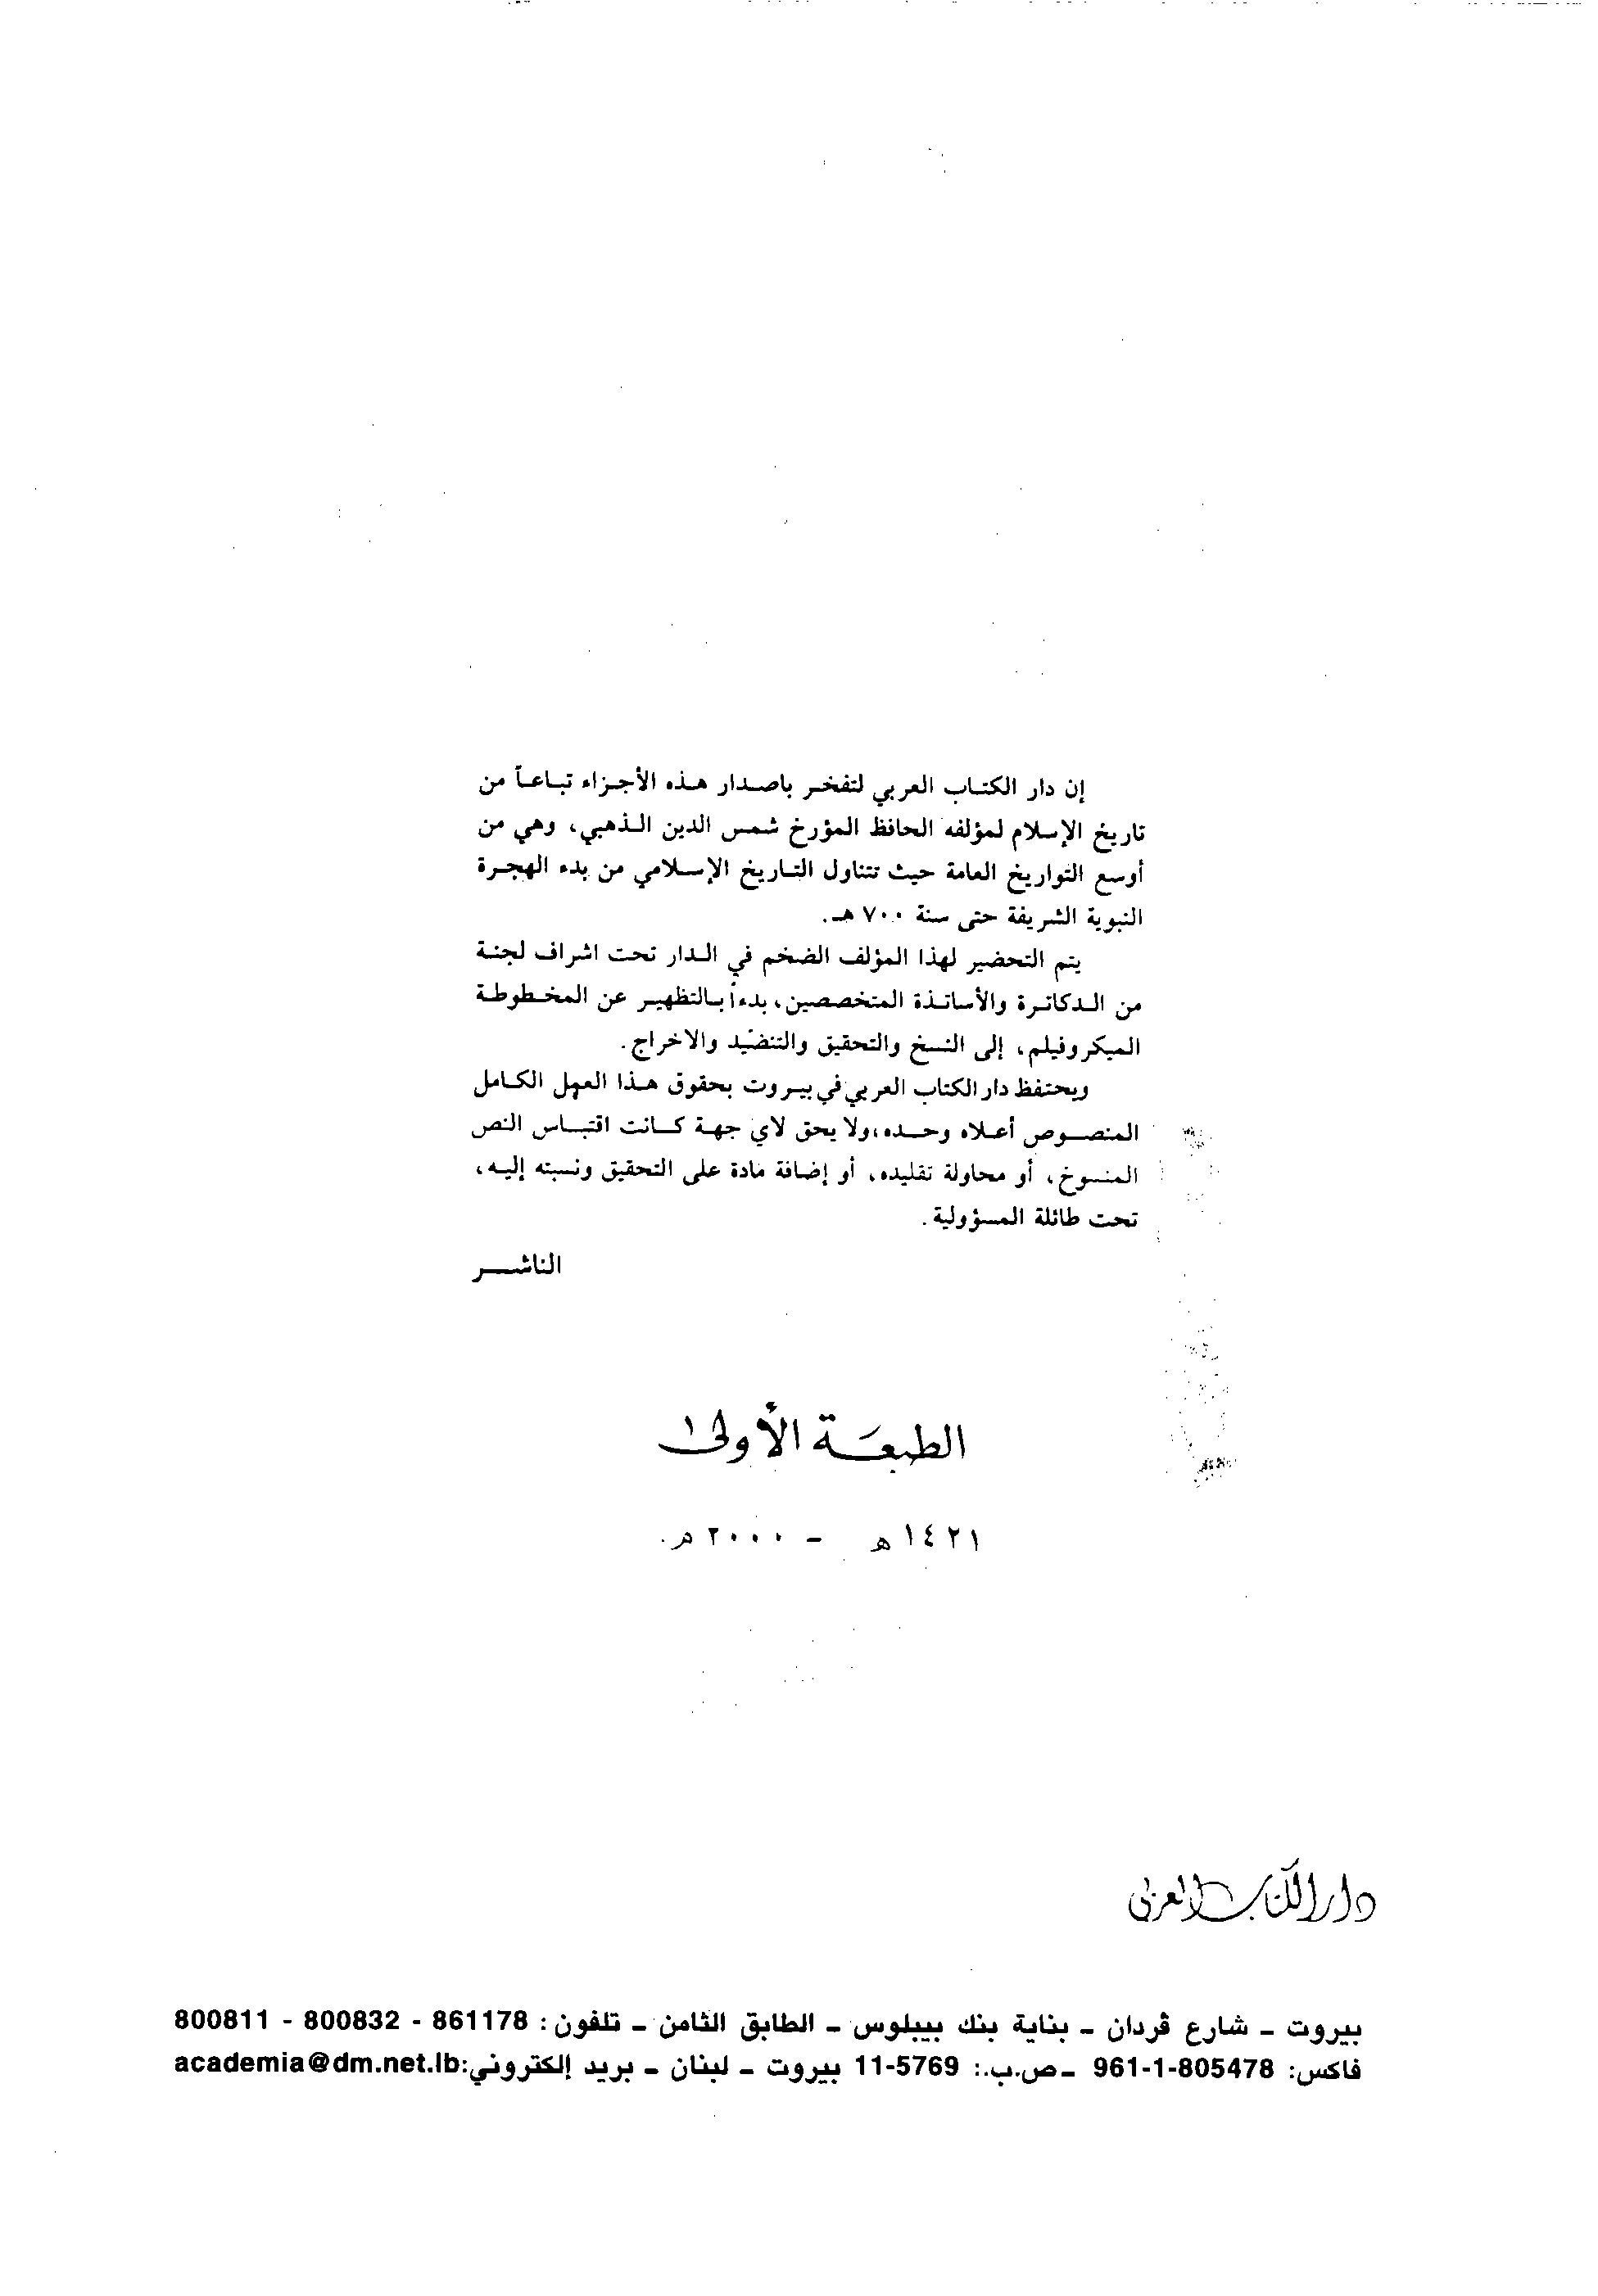 إن دار الكتاب العربي لتفخر باصدار هذه الأجزاء تباعاً من
تاريخ الإسلام لمؤلفه الحافظ المؤرخ شمس الدين الذهبي، وهي من
أوسع التواريخ العامة حيث تتناول التاريخ الإسلامي من بدء الهجرة
النبوية الشريفة حتى سنة ٧٠٠ هـ.
يتم التحضير لهذا المؤلف الضخم في الدار تحت اشراف لجنة
من الدكاترة والأساتذة المتخصصين، بدءاً بالتظهير عن المخطوطة
الميكروفيلم، إلى النسخ والتحقيق والتنضيد والاخراج.
ويحتفظ دار الكتاب العربي في بيروت بحقوق هذا العمل الكامل
المنصوص أعلاه وحده، ولا يحق لاي جهة كانت اقتباس النص
المنسوخ، أو محاولة تقليده، أو إضافة مادة على التحقيق ونسبته إليه،
تحت طائلة المسؤولية.
الناشر
الطبعة الأولى
١٤٢١ هـ - ٢٠٠٠ م.
دار الكتاب العربي
بيروت - شارع ڤردان - بناية بنك بيبلوس - الطابق الثامن - تلفون : 861178 - 800832 - 800811
فاكس: 805478-1-961 - ص.ب.: 5769-11 بيروت - لبنان - بريد إلكتروني:academia@dm.net.lb